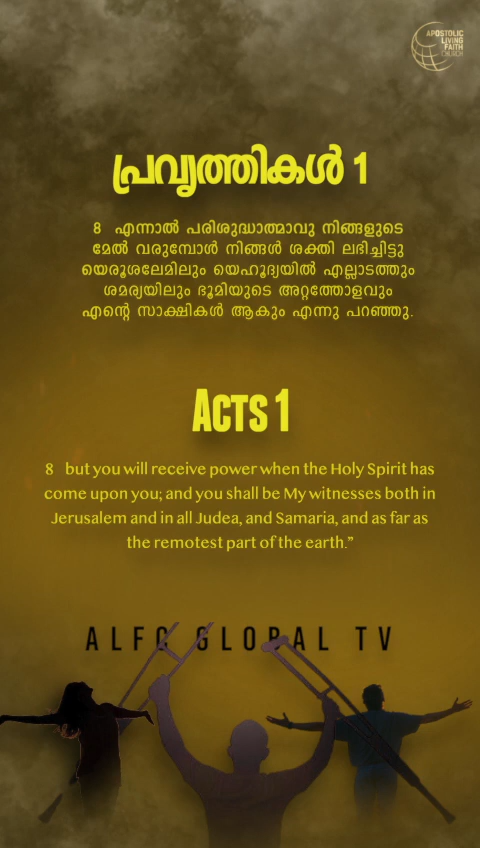 APOSTOLIC
LIVING
FAITH
CHURCH
പ്രവൃത്തികൾ 1
8 എന്നാൽ പരിശുദ്ധാത്മാവു നിങ്ങളുടെ
മേൽ വരുമ്പോൾ നിങ്ങൾ ശക്തി ലഭിച്ചിട്ടു
യെരൂശലേമിലും യെഹൂദ്യയിൽ എല്ലാടത്തും
ശമര്യയിലും ഭൂമിയുടെ അറ്റത്തോളവും
എന്റെ സാക്ഷികൾ ആകും എന്നു പറഞ്ഞു.
ACTS 1
8 but you will receive power when the Holy Spirit has
come upon you; and you shall be My witnesses both in
Jerusalem and in all Judea, and Samaria, and as far as
the remotest part of the earth.”
ALFC GLOBAL TV